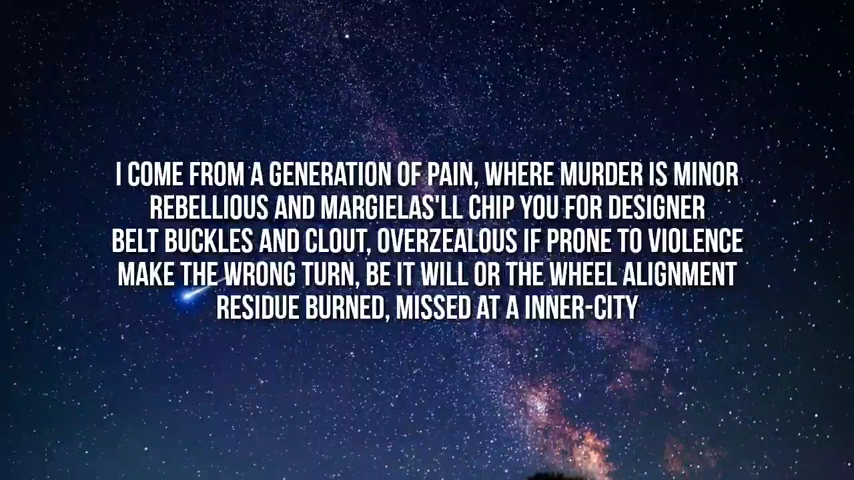 I COME FROM A GENERATION OF PAIN, WHERE MURDER IS MINOR
REBELLIOUS AND MARGIELAS'LL CHIP YOU FOR DESIGNER
BELT BUCKLES AND CLOUT, OVERZEALOUS IF PRONE TO VIOLENCE
MAKE THE WRONG TURN, BE IT WILL OR THE WHEEL ALIGNMENT
RESIDUE BURNED, MISSED AT A INNER-CITY